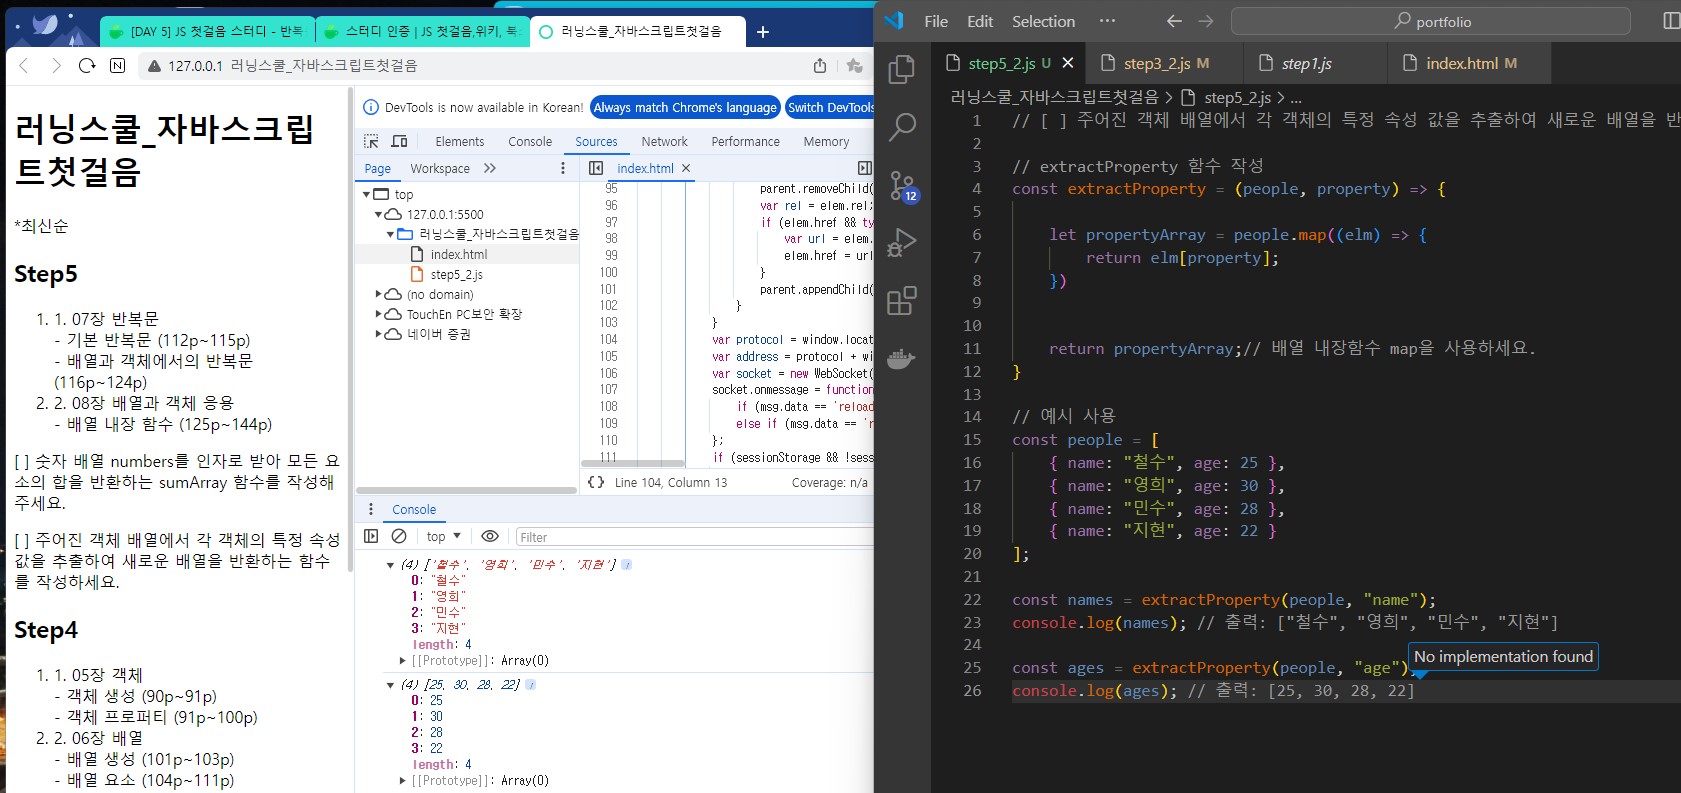 [DAY 5] JS 첫걸음 스터디 - 반복
스터디 인증 | JS 첫걸음,위키, 북
러닝스쿨_자바스크립트첫걸음
127.0.0.1 러닝스쿨_자바스크립트첫걸음
러닝스쿨_자바스크립
트첫걸음
*최신순
Step5
1. 1. 07장 반복문
- 기본 반복문 (112p~115p)
- 배열과 객체에서의 반복문
(116p~124p)
2. 2. 08장 배열과 객체 응용
- 배열 내장 함수 (125p~144p)
[ ] 숫자 배열 numbers를 인자로 받아 모든 요
소의 합을 반환하는 sumArray 함수를 작성해
주세요.
[ ] 주어진 객체 배열에서 각 객체의 특정 속성
값을 추출하여 새로운 배열을 반환하는 함수
를 작성하세요.
Step4
1. 1. 05장 객체
- 객체 생성 (90p~91p)
- 객체 프로퍼티 (91p~100p)
2. 2. 06장 배열
- 배열 생성 (101p~103p)
- 배열 요소 (104p~111p)
DevTools is now available in Korean! Always match Chrome's language Switch DevTools
Elements Console Sources Network Performance Memory
Page Workspace
top
127.0.0.1:5500
러닝스쿨_자바스크립트첫걸음
index.html
step5_2.js
(no domain)
TouchEn PC보안 확장
네이버 증권
index.html
95 parent.removeChild(
96 var rel = elem.rel;
97 if (elem.href && ty
98 var url = elem.
99 elem.href = url
100 }
101 parent.appendChild(
102 }
103 }
104 var protocol = window.locat
105 var address = protocol + wi
106 var socket = new WebSocket(
107 socket.onmessage = function
108 if (msg.data == 'reload
109 else if (msg.data == 'r
110 };
111 if (sessionStorage && !sess
{} Line 104, Column 13 Coverage: n/a
Console
top Filter
(4) ['철수', '영희', '민수', '지현']
0: "철수"
1: "영희"
2: "민수"
3: "지현"
length: 4
[[Prototype]]: Array(0)
(4) [25, 30, 28, 22]
0: 25
1: 30
2: 28
3: 22
length: 4
[[Prototype]]: Array(0)
File Edit Selection ··· portfolio
step5_2.js U step3_2.js M step1.js index.html M
러닝스쿨_자바스크립트첫걸음 > step5_2.js > ...
12
1 // [ ] 주어진 객체 배열에서 각 객체의 특정 속성 값을 추출하여 새로운 배열을 반
2
3 // extractProperty 함수 작성
4 const extractProperty = (people, property) => {
5
6 let propertyArray = people.map((elm) => {
7 return elm[property];
8 })
9
10
11 return propertyArray;// 배열 내장함수 map을 사용하세요.
12 }
13
14 // 예시 사용
15 const people = [
16 { name: "철수", age: 25 },
17 { name: "영희", age: 30 },
18 { name: "민수", age: 28 },
19 { name: "지현", age: 22 }
20 ];
21
22 const names = extractProperty(people, "name");
23 console.log(names); // 출력: ["철수", "영희", "민수", "지현"]
24
No implementation found
25 const ages = extractProperty(people, "age");
26 console.log(ages); // 출력: [25, 30, 28, 22]